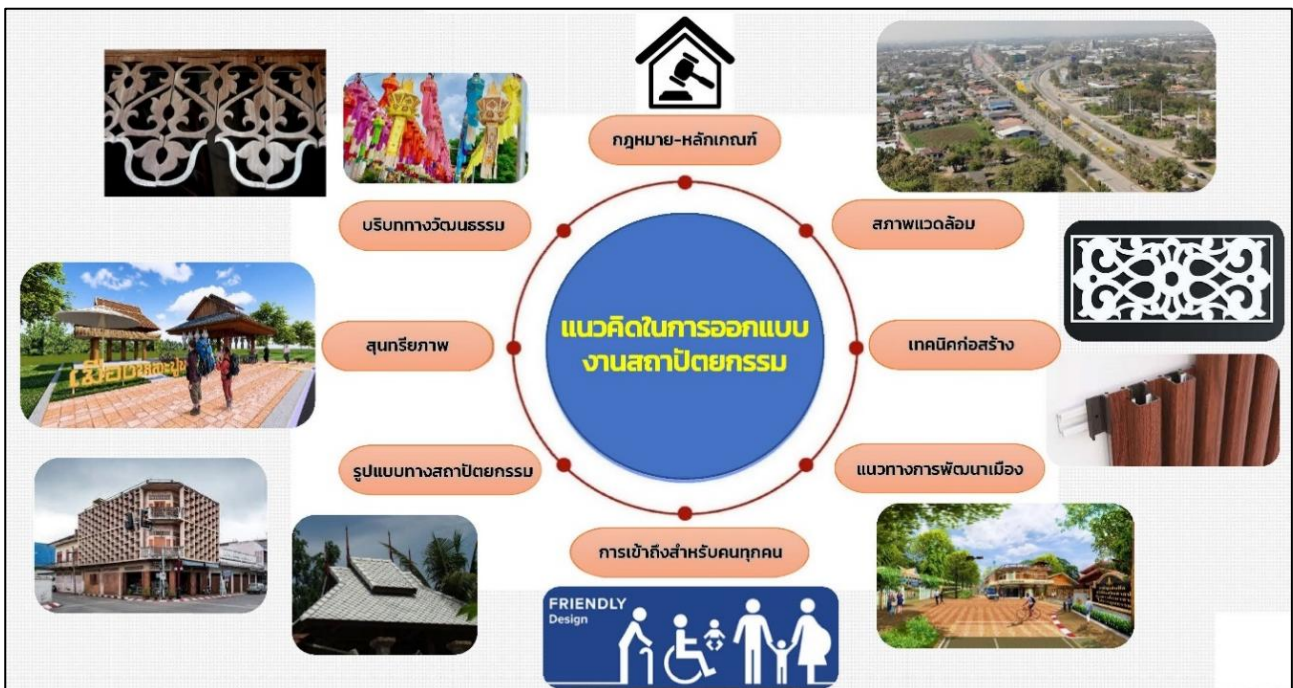 กฎหมาย-หลักเกณฑ์
บริบททางวัฒนธรรม
สภาพแวดล้อม
แนวคิดในการออกแบบ
งานสถาปัตยกรรม
สุนทรียภาพ
เทคนิคก่อสร้าง
รูปแบบทางสถาปัตยกรรม
แนวทางการพัฒนาเมือง
การเข้าถึงสำหรับคนทุกคน
FRIENDLY
Design